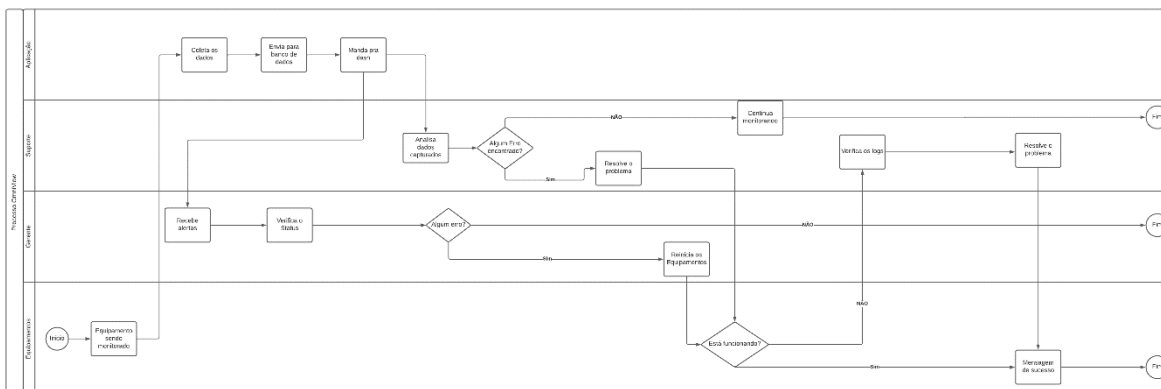 Processo
Aplicação
Coleta os
dados
Envia para
banco de
dados
Manda pra
dash
Suporte
Analisa
dados
capturados
Algum Erro
encontrado?
NÃO
Continua
monitorando
Fim
Sim
Resolve o
problema
Verifica os logs
Resolve o
problema
Gerente
Recebe
alertas
Verifica o
Status
Algum erro?
NÃO
Fim
Sim
Reinicia os
Equipamentos
Equipamentos
Início
Equipamento
sendo
monitorado
NÃO
Está funcionando?
Sim
Mensagem
de sucesso
Fim